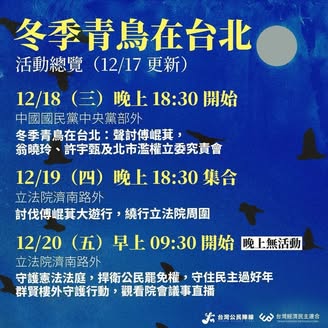 冬季青鳥在台北
活動總覽（12/17 更新）
12/18（三）晚上 18:30 開始
中國國民黨中央黨部外
冬季青鳥在台北：聲討傅崐萁，
翁曉玲、許宇甄及北市濫權立委究責會
12/19（四）晚上 18:30 集合
立法院濟南路外
討伐傅崐萁大遊行，繞行立法院周圍
12/20（五）早上 09:30 開始 晚上無活動
立法院濟南路外
守護憲法法庭，捍衛公民罷免權，守住民主過好年
群賢樓外守護行動，觀看院會議事直播
台灣公民陣線 台灣經濟民主連合